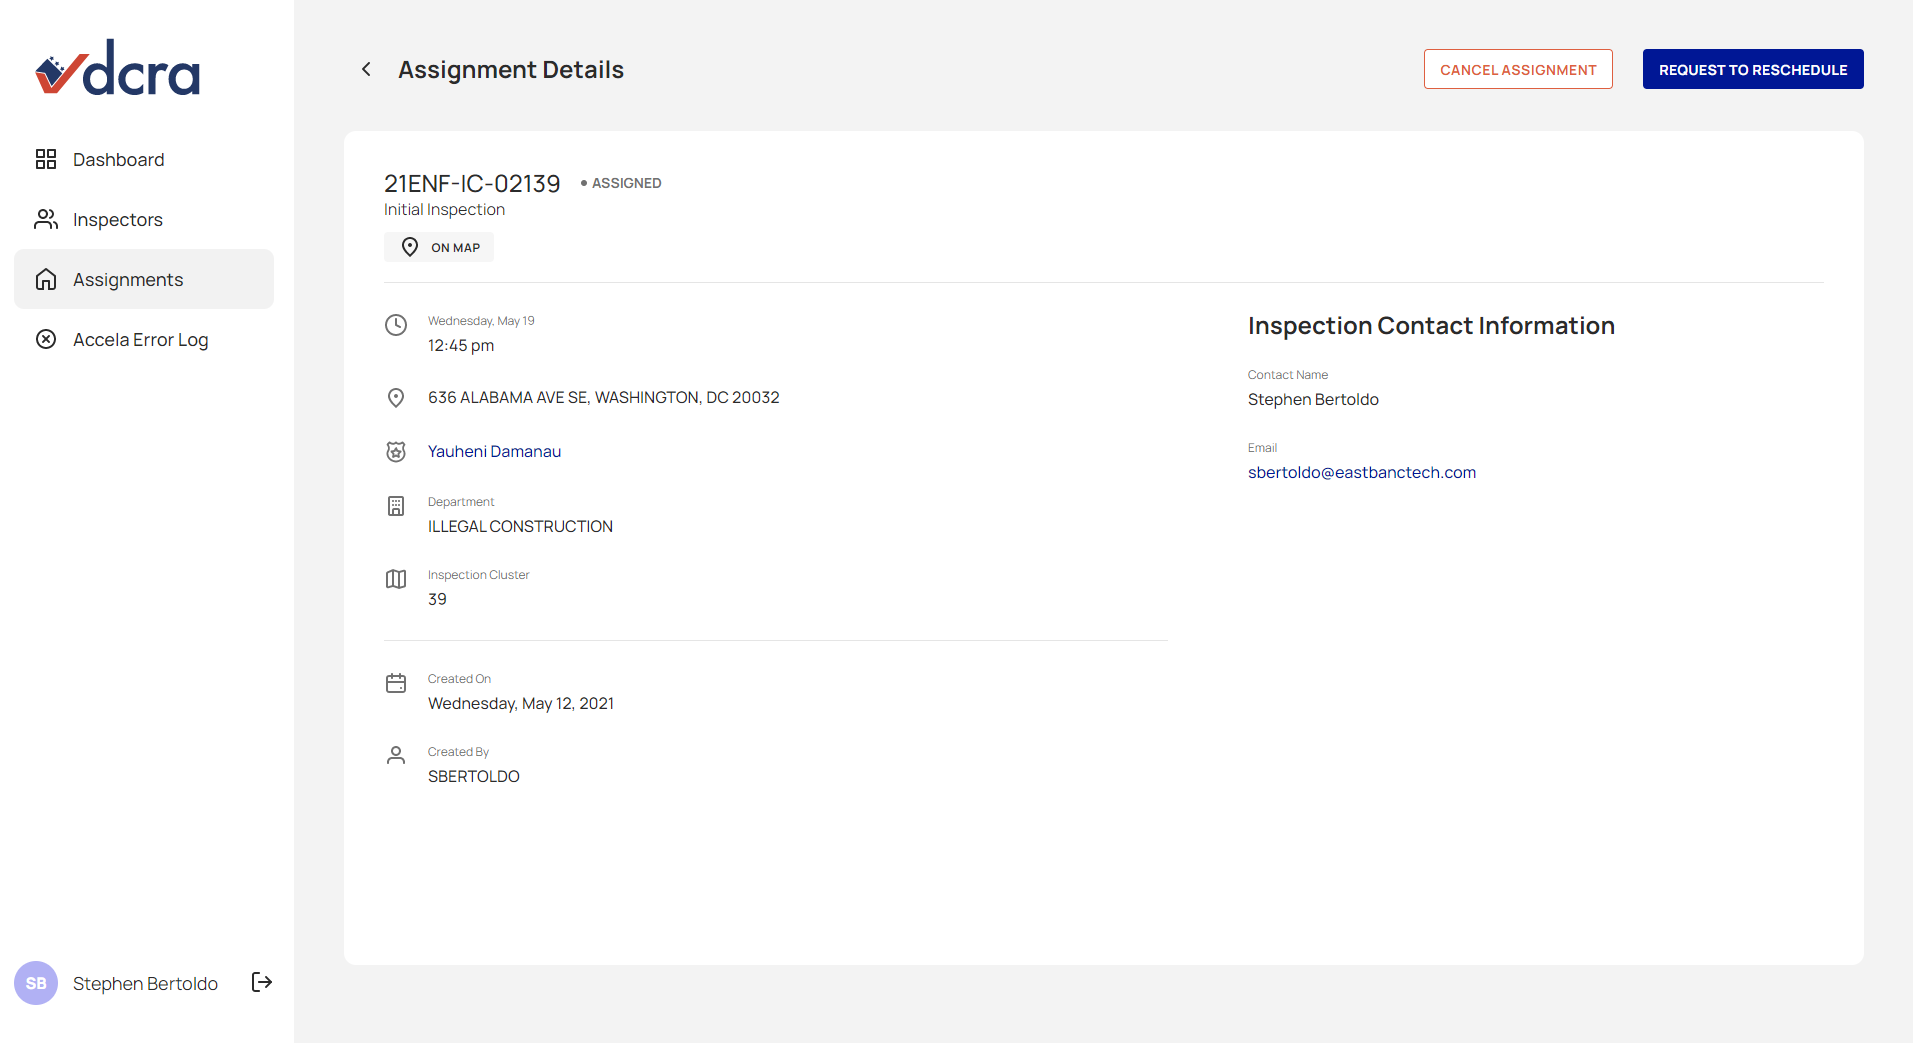 dcra
Dashboard
Inspectors
Assignments
Accela Error Log
SB
Stephen Bertoldo
Assignment Details
CANCEL ASSIGNMENT
REQUEST TO RESCHEDULE
21ENF-IC-02139 • ASSIGNED
Initial Inspection
ON MAP
Wednesday, May 19
12:45 pm
636 ALABAMA AVE SE, WASHINGTON, DC 20032
Yauheni Damanau
Department
ILLEGAL CONSTRUCTION
Inspection Cluster
39
Created On
Wednesday, May 12, 2021
Created By
SBERTOLDO
Inspection Contact Information
Contact Name
Stephen Bertoldo
Email
sbertoldo@eastbanctech.com